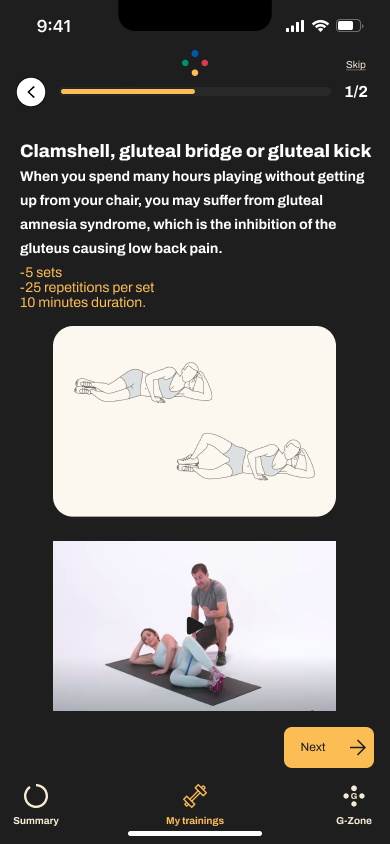 9:41
Skip
1/2
Clamshell, gluteal bridge or gluteal kick
When you spend many hours playing without getting
up from your chair, you may suffer from gluteal
amnesia syndrome, which is the inhibition of the
gluteus causing low back pain.
-5 sets
-25 repetitions per set
10 minutes duration.
Next
Summary
My trainings
G
G-Zone